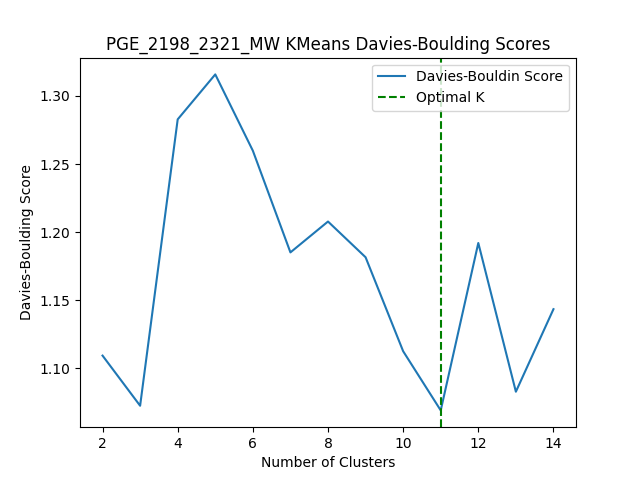 PGE_2198_2321_MW KMeans Davies-Boulding Scores
Davies-Bouldin Score
Optimal K
Davies-Boulding Score
1.30
1.25
1.20
1.15
1.10
2 4 6 8 10 12 14
Number of Clusters